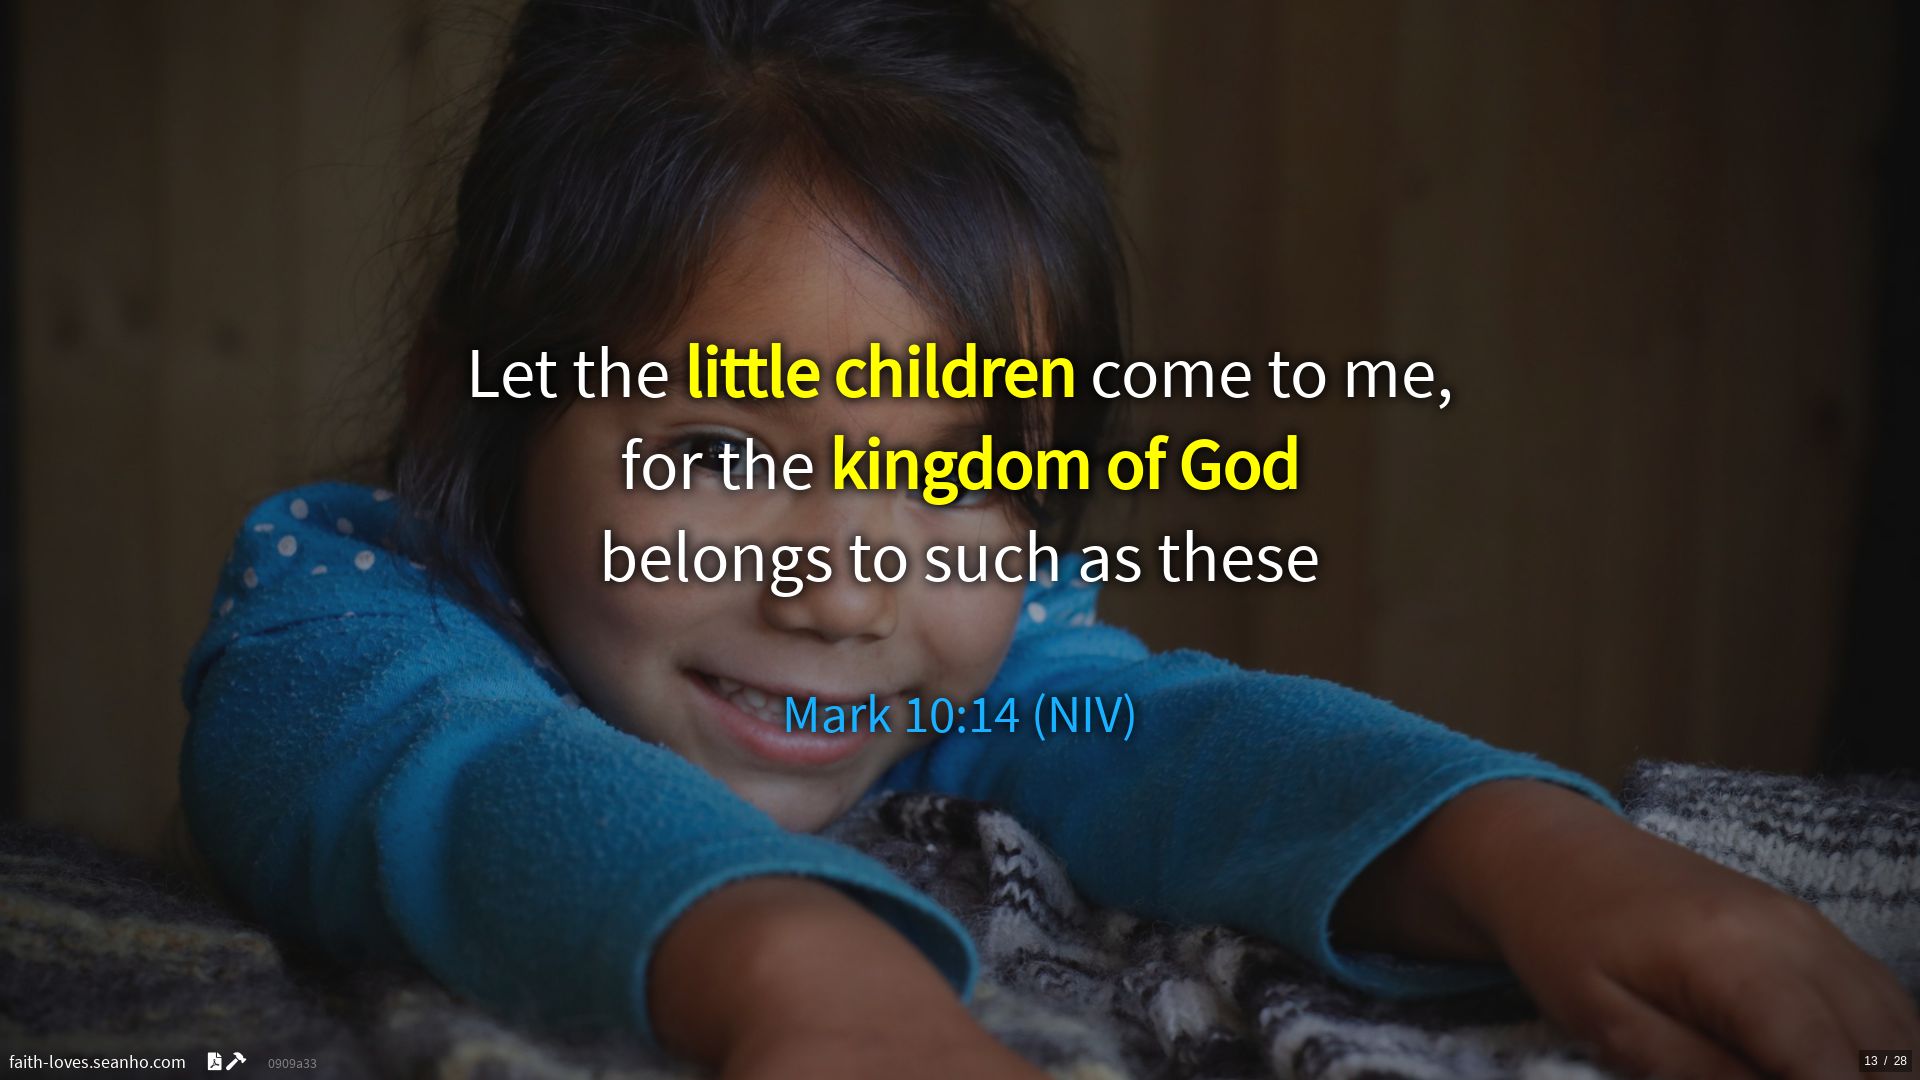 Let the little children come to me,
for the kingdom of God
belongs to such as these
Mark 10:14 (NIV)
faith-loves.seanho.com
0909a33
13 / 28